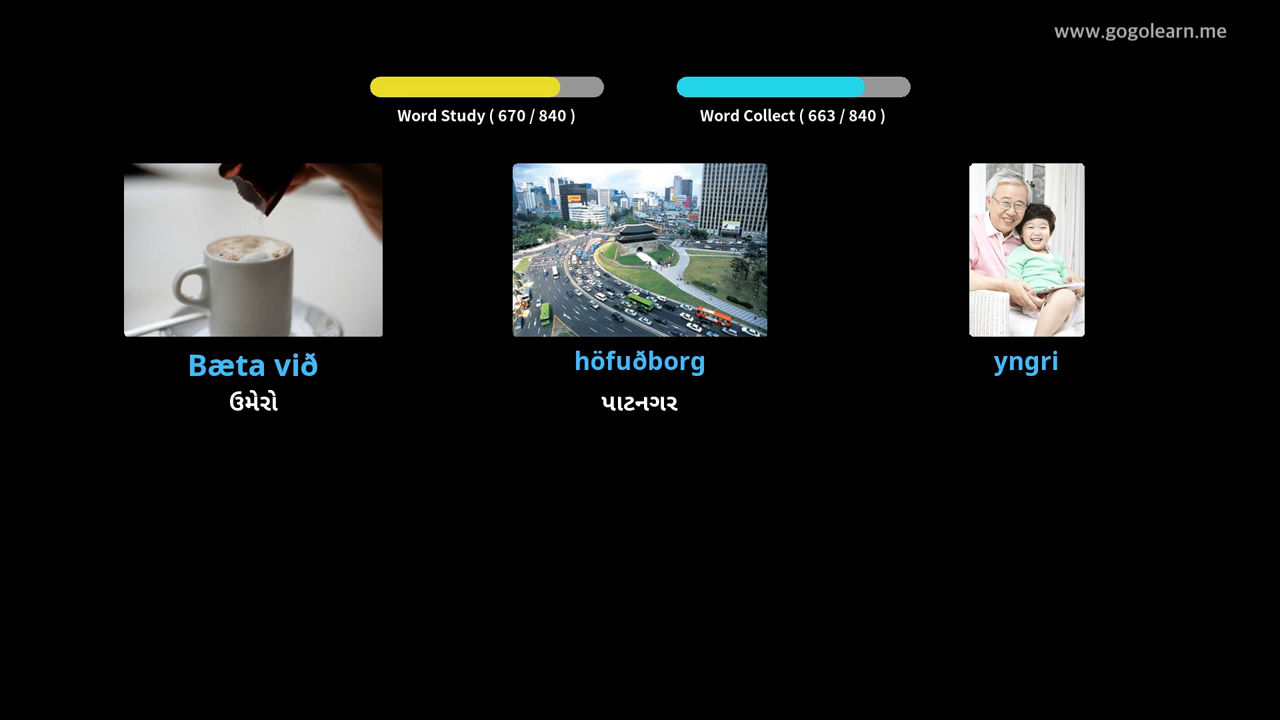 www.gogolearn.me
Word Study ( 670 / 840 )
Word Collect ( 663 / 840 )
Bæta við
höfuðborg
yngri
ઉમેરો
પાટનગર